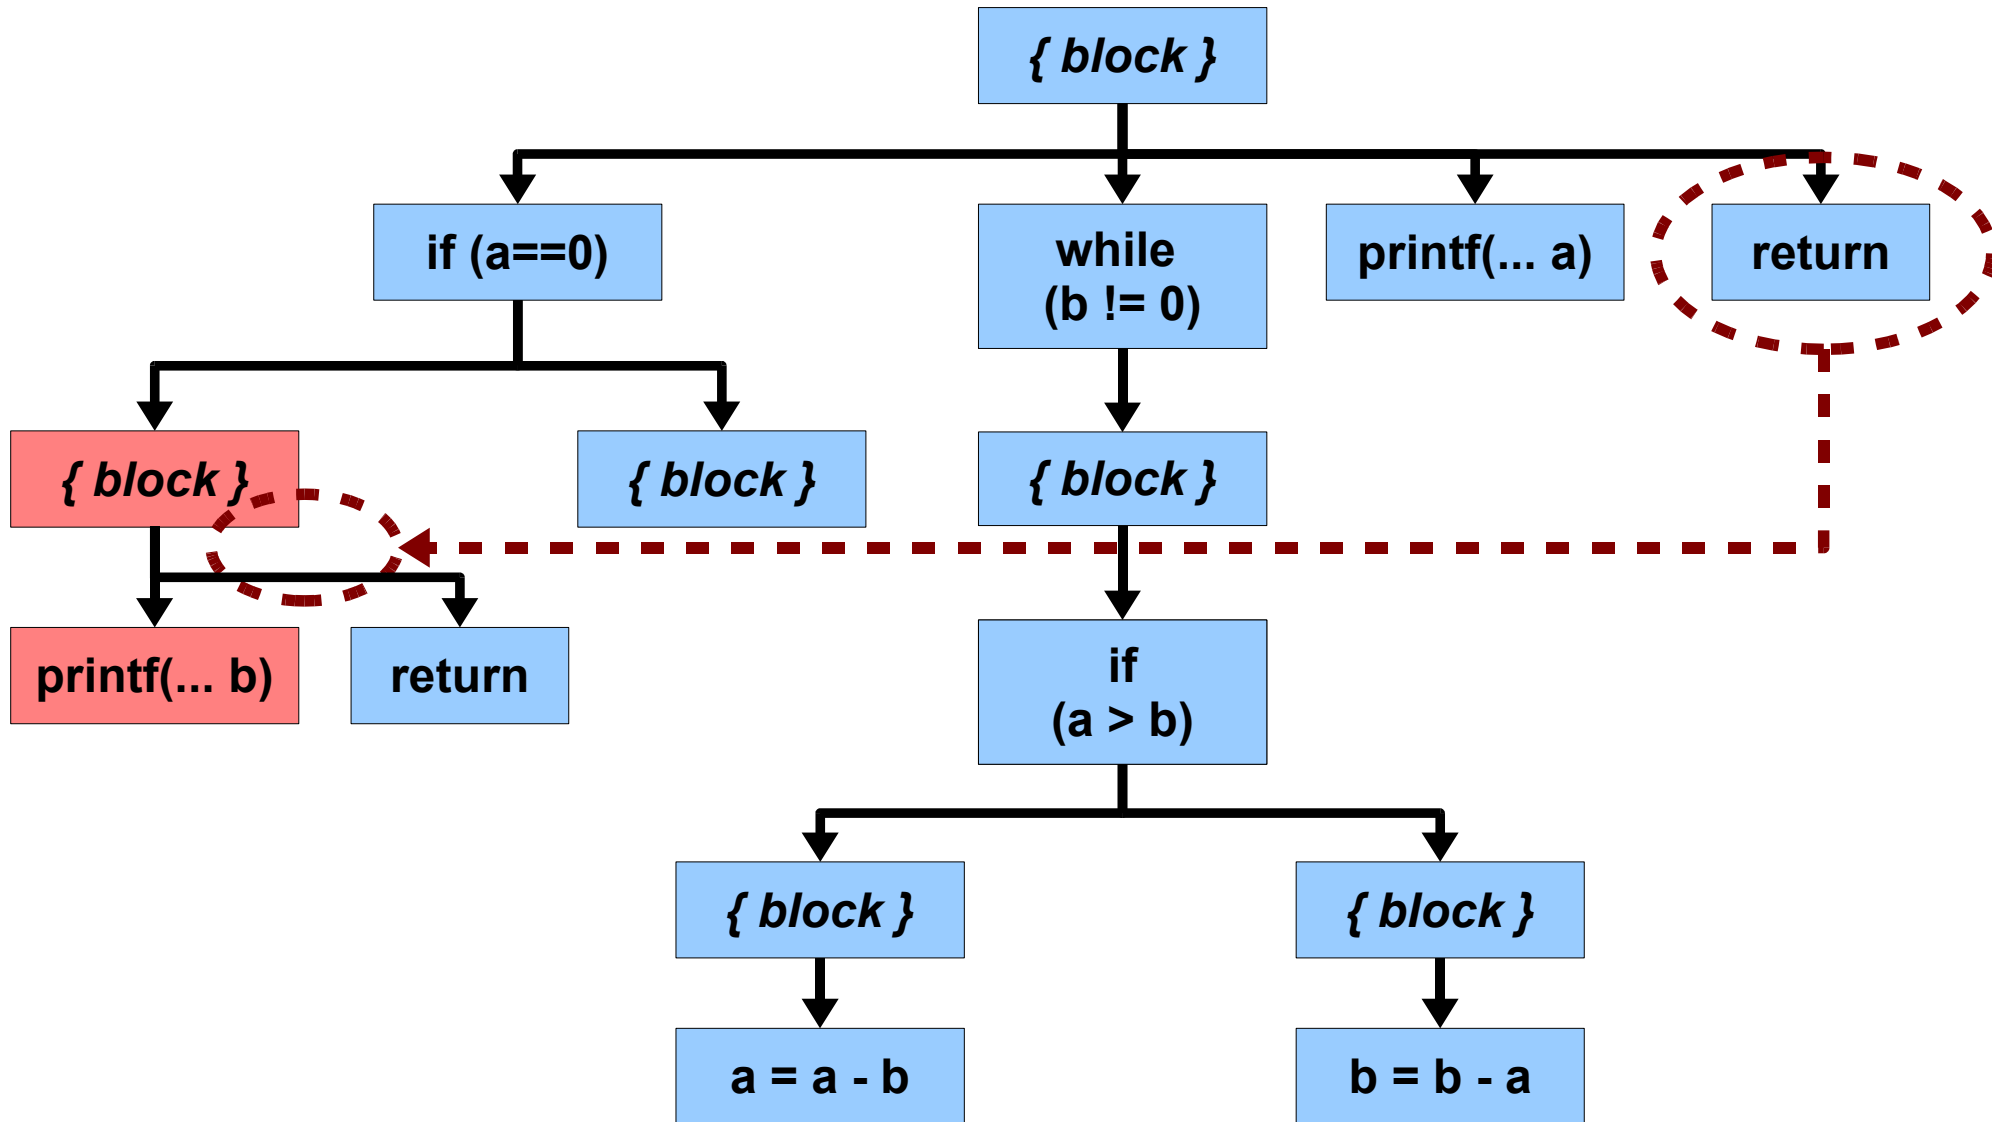 { block }
if (a==0)
while
(b != 0)
printf(... a)
return
{ block }
{ block }
{ block }
printf(... b)
return
if
(a > b)
{ block }
{ block }
a = a - b
b = b - a